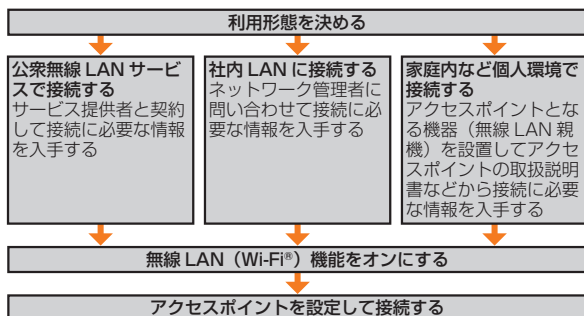 利用形態を決める
公衆無線 LAN サービ
スで接続する
サービス提供者と契約
して接続に必要な情報
を入手する
社内 LAN に接続する
ネットワーク管理者に
問い合わせて接続に必
要な情報を入手する
家庭内など個人環境で
接続する
アクセスポイントとな
る機器（無線 LAN 親
機）を設置してアクセ
スポイントの取扱説明
書などから接続に必要
な情報を入手する
無線 LAN（Wi-Fi®）機能をオンにする
アクセスポイントを設定して接続する